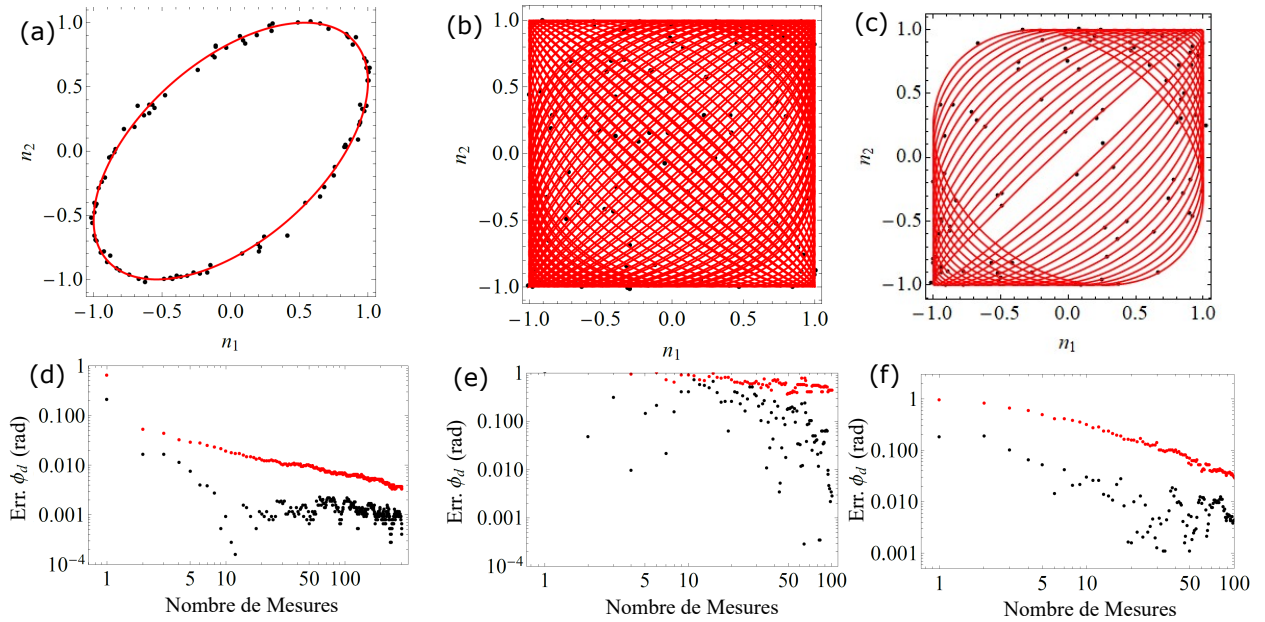 (a)
1.0
0.5
0.0
−0.5
−1.0
n2
−1.0 −0.5 0.0 0.5 1.0
n1
(b)
1.0
0.5
0.0
−0.5
−1.0
n2
−1.0 −0.5 0.0 0.5 1.0
n1
(c)
1.0
0.5
0.0
−0.5
−1.0
n2
−1.0 −0.5 0.0 0.5 1.0
n1
(d)
1
0.100
0.010
0.001
10−4
Err. ϕd (rad)
1 5 10 50 100
Nombre de Mesures
(e)
1
0.100
0.010
0.001
10−4
Err. ϕd (rad)
1 5 10 50 100
Nombre de Mesures
(f)
1
0.100
0.010
0.001
Err. ϕd (rad)
1 5 10 50 100
Nombre de Mesures